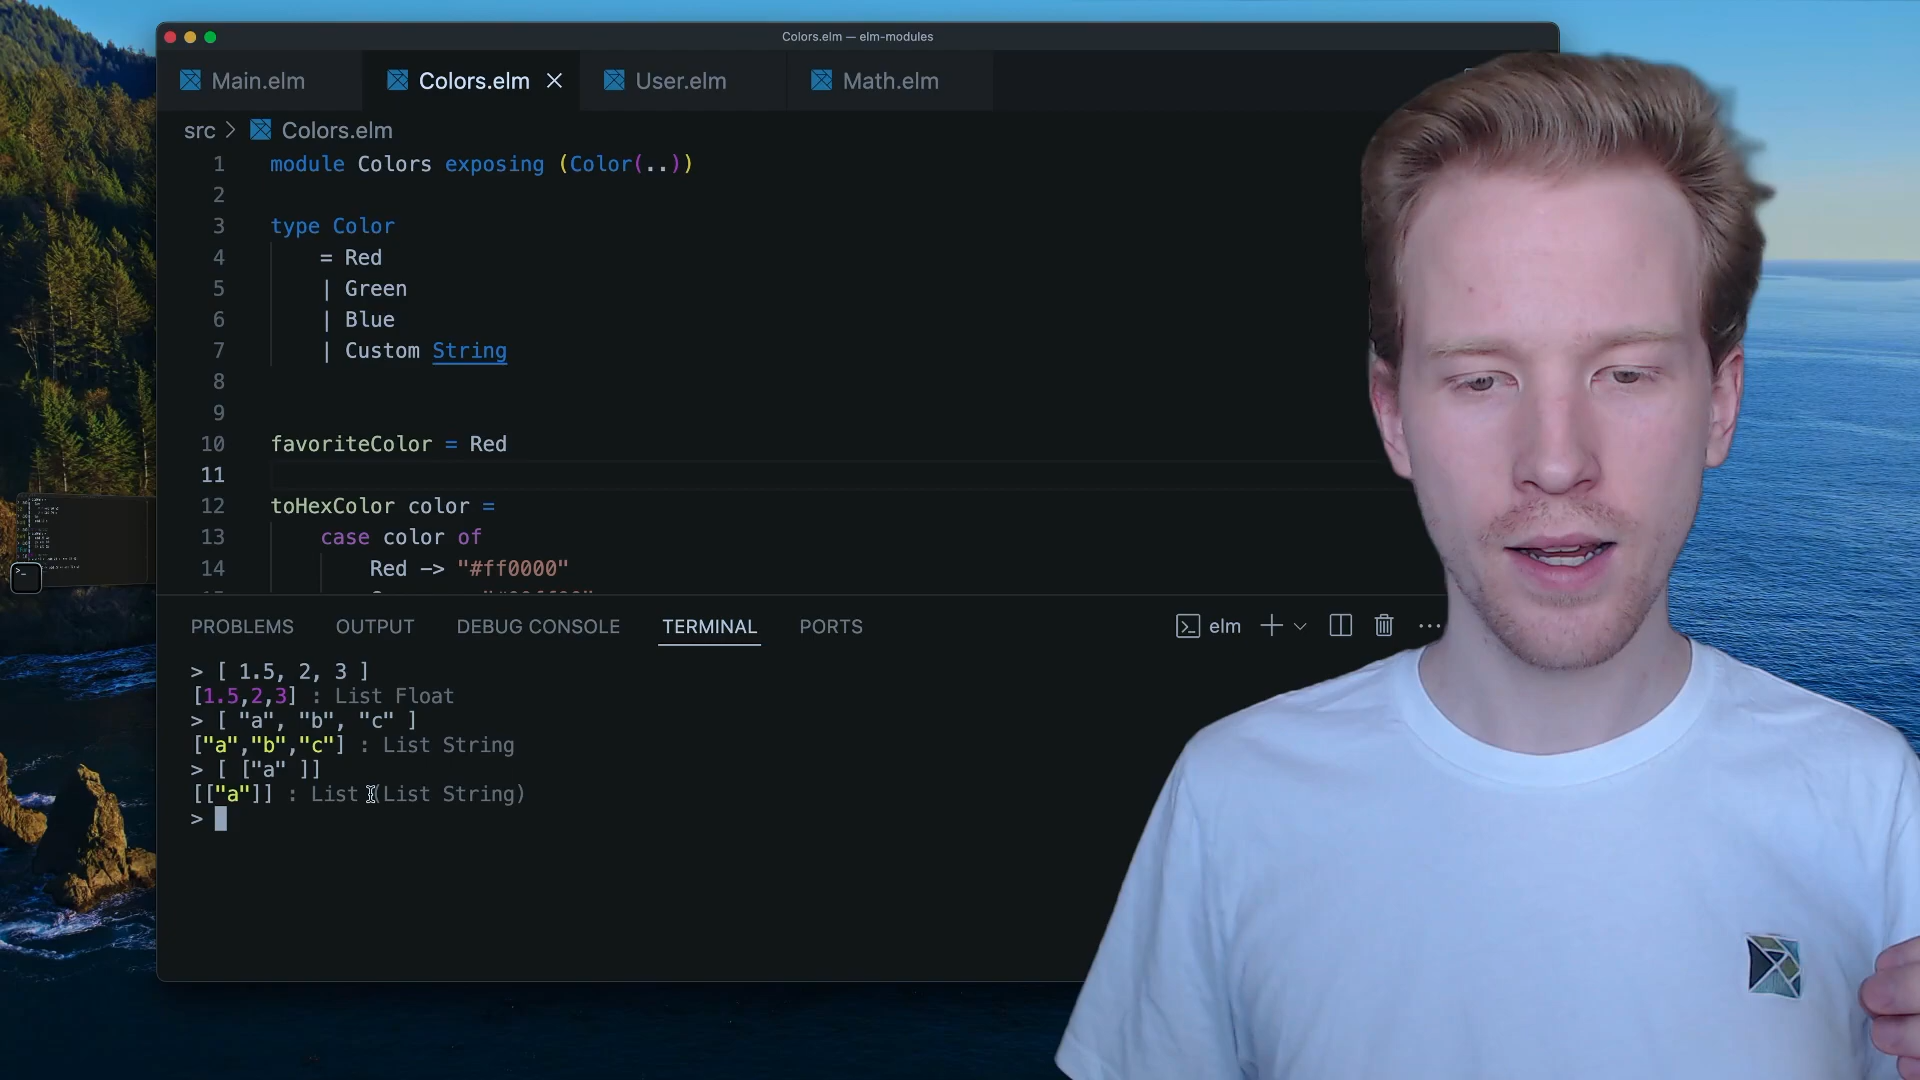 Colors.elm — elm-modules
Main.elm
Colors.elm
User.elm
Math.elm
src > Colors.elm
1 module Colors exposing (Color(..))
2
3 type Color
4 = Red
5 | Green
6 | Blue
7 | Custom String
8
9
10 favoriteColor = Red
11
12 toHexColor color =
13 case color of
14 Red -> "#ff0000"
PROBLEMS
OUTPUT
DEBUG CONSOLE
TERMINAL
PORTS
elm
> [ 1.5, 2, 3 ]
[1.5,2,3] : List Float
> [ "a", "b", "c" ]
["a","b","c"] : List String
> [ ["a" ]]
[["a"]] : List (List String)
>